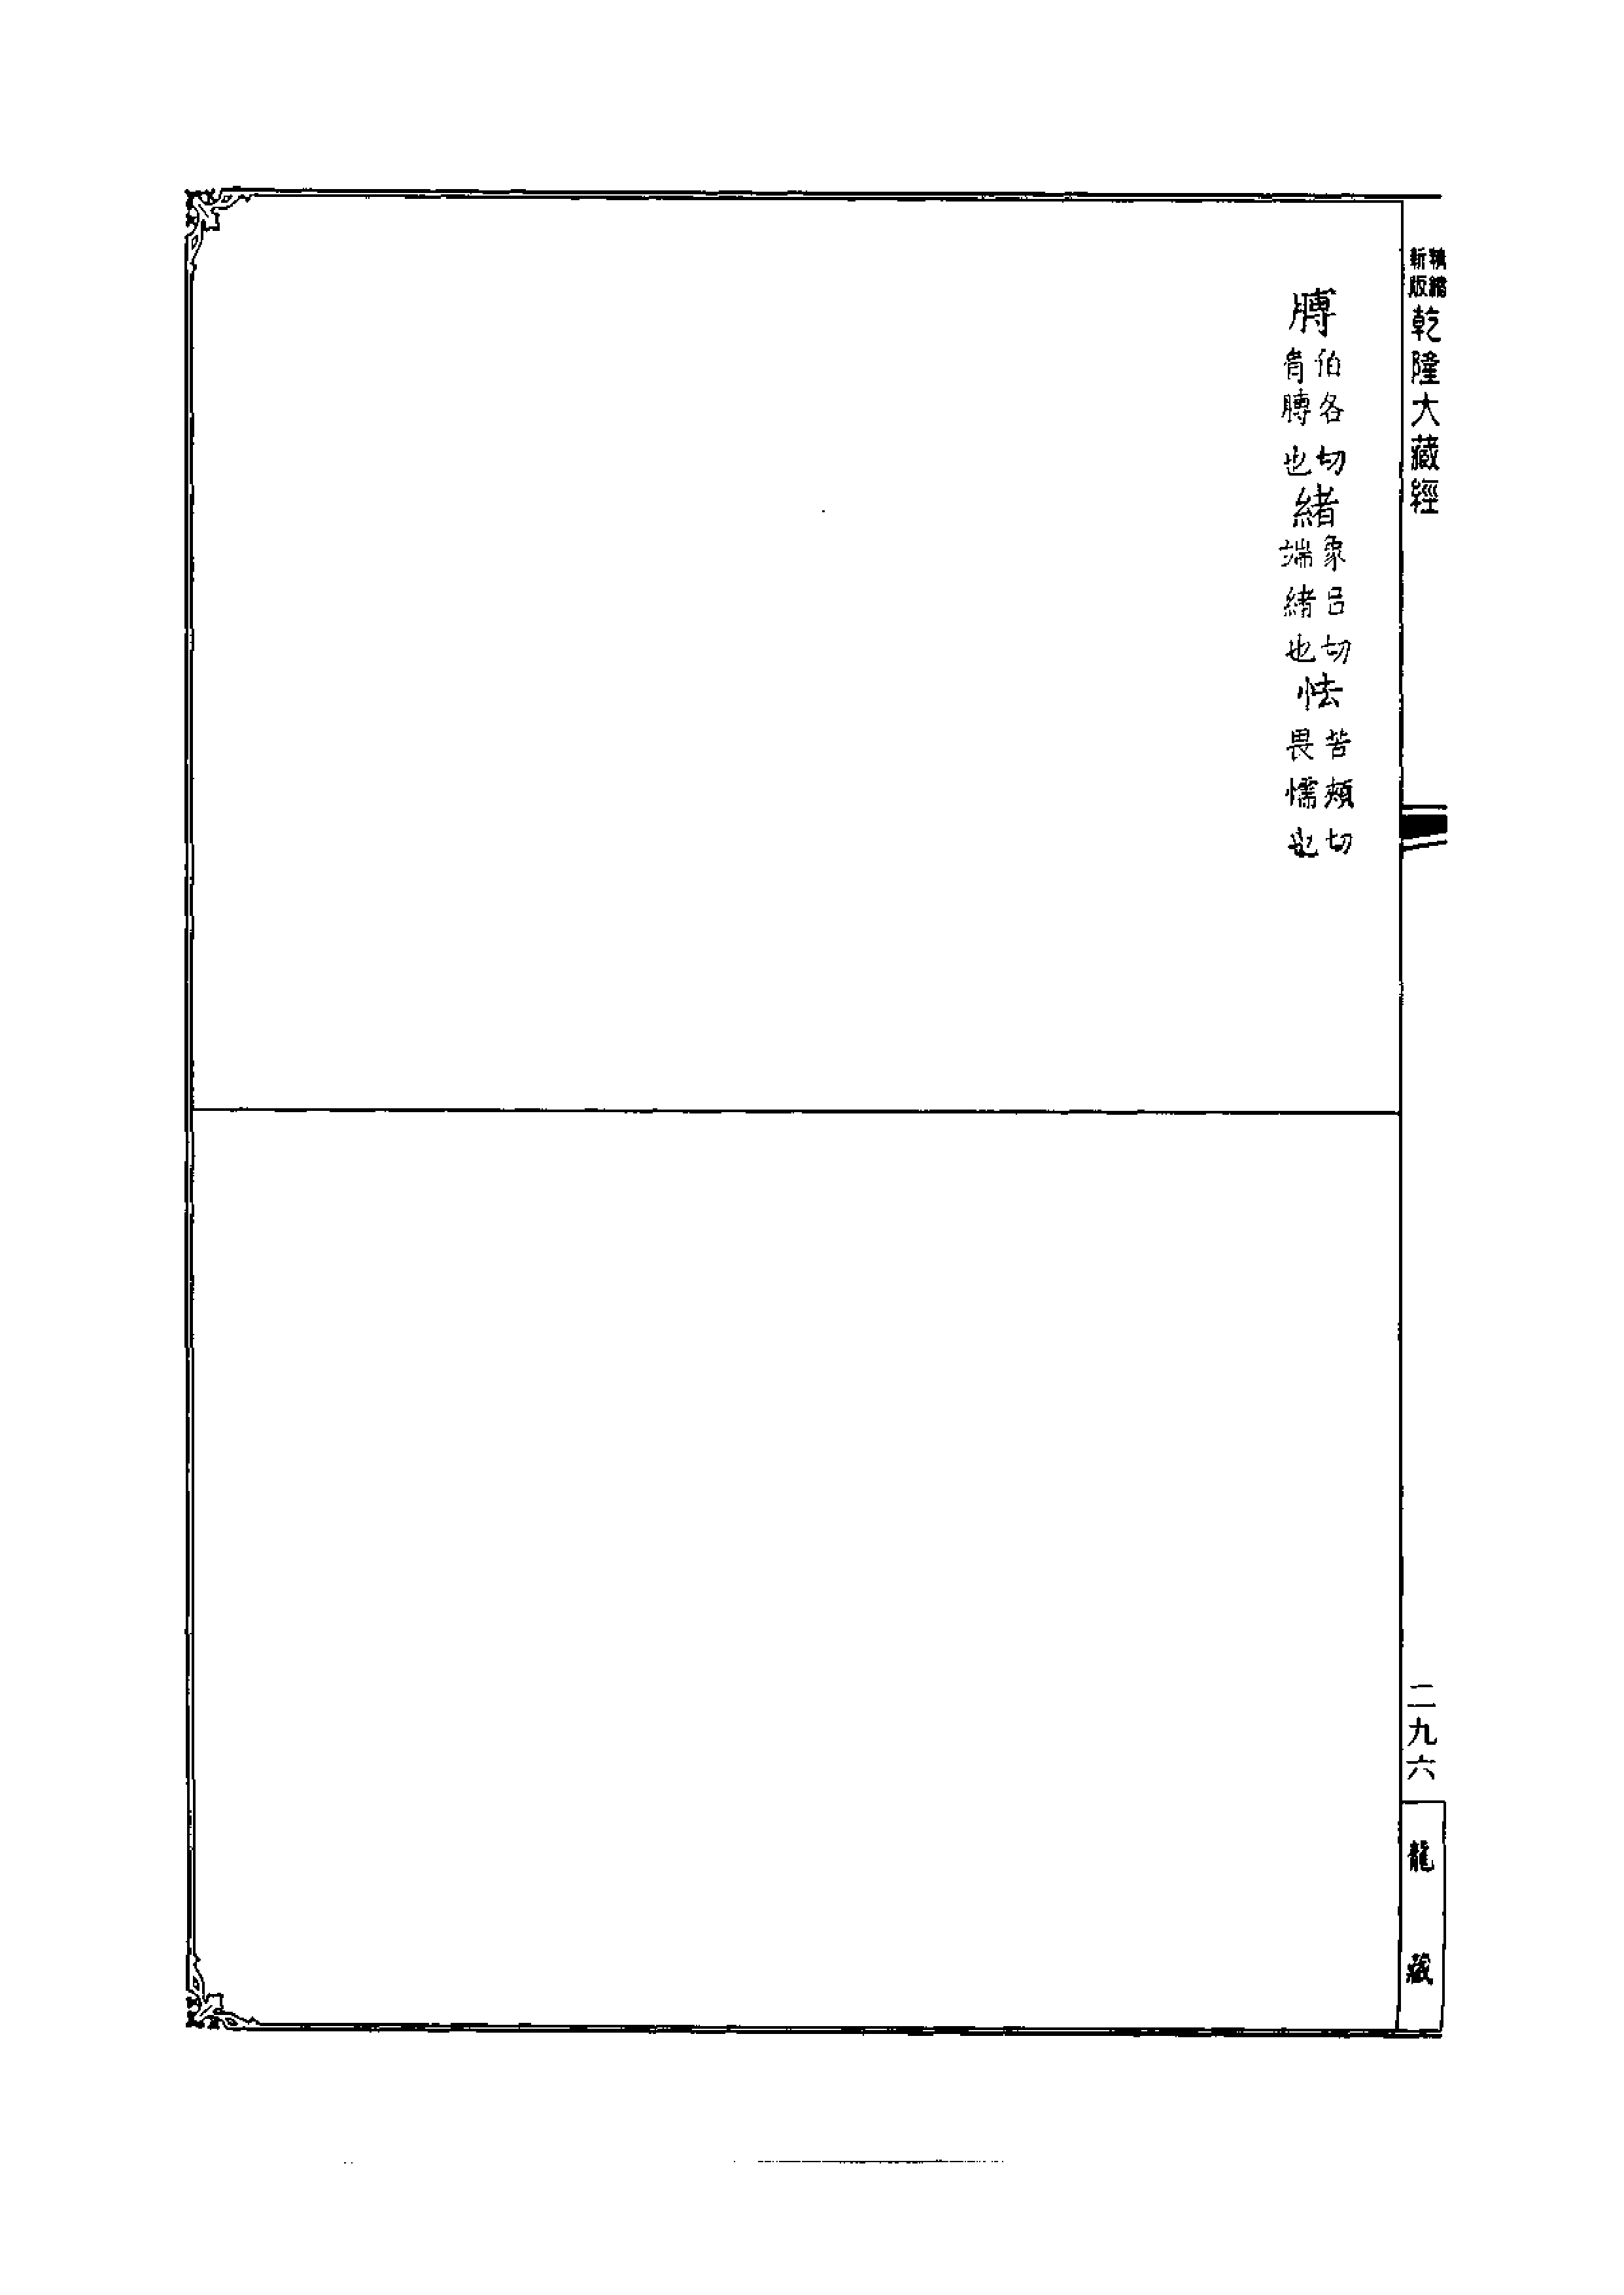 精縮新版乾隆大藏經
膊伯各切肩膊也緒象呂切端緒也怯苦頰切畏懦也
二九六
龍藏